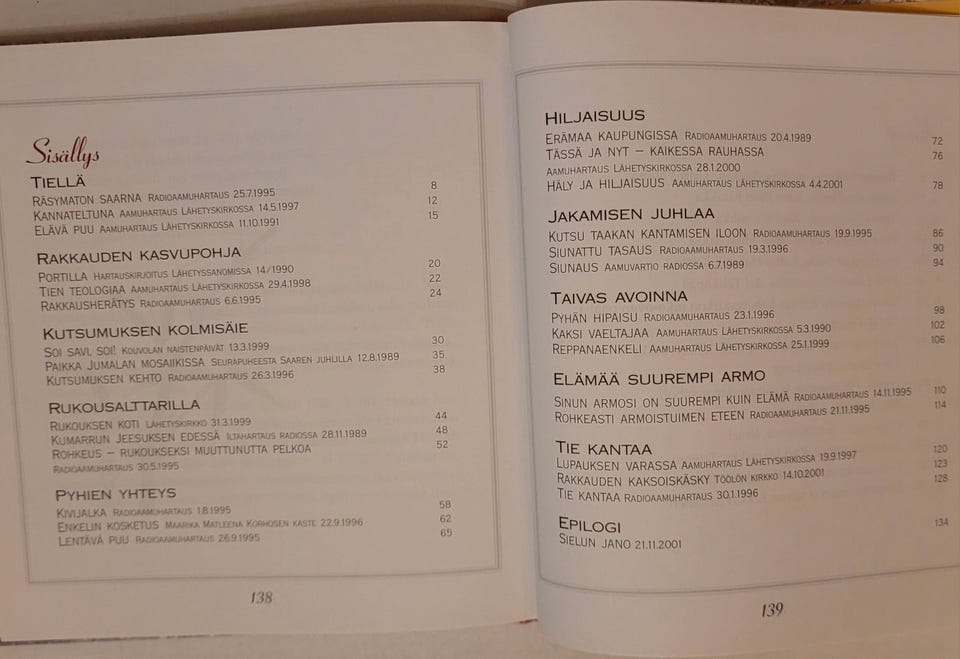 Sisällys
TIELLÄ
RÄSYMATON SAARNA RADIOAAMUHARTAUS 25.7.1995 8
KANNATELTUNA AAMUHARTAUS LÄHETYSKIRKOSSA 14.5.1997 12
ELÄVÄ PUU AAMUHARTAUS LÄHETYSKIRKOSSA 11.10.1991 15
RAKKAUDEN KASVUPOHJA
PORTILLA HARTAUSKIRJOITUS LÄHETYSSANOMISSA 14/1990 20
TIEN TEOLOGIAA AAMUHARTAUS LÄHETYSKIRKOSSA 29.4.1998 22
RAKKAUSHERÄTYS RADIOAAMUHARTAUS 6.6.1995 24
KUTSUMUKSEN KOLMISÄIE
SOI SAVI, SOI! KOUVOLAN NAISTENPÄIVÄT 13.3.1999 30
PAIKKA JUMALAN MOSAIIKISSA SEURAPUHEESTA SAAREN JUHLILLA 12.8.1989 35
KUTSUMUKSEN KEHTO RADIOAAMUHARTAUS 26.3.1996 38
RUKOUSALTTARILLA
RUKOUKSEN KOTI LÄHETYSKIRKKO 31.3.1999 44
KUMARRUN JEESUKSEN EDESSÄ ILTAHARTAUS RADIOSSA 28.11.1989 48
ROHKEUS – RUKOUKSEKSI MUUTTUNUTTA PELKOA 52
RADIOAAMUHARTAUS 30.5.1995
PYHIEN YHTEYS
KIVIJALKA RADIOAAMUHARTAUS 1.8.1995 58
ENKELIN KOSKETUS MAARIKA MATLEENA KORHOSEN KASTE 22.9.1996 62
LENTÄVÄ PUU RADIOAAMUHARTAUS 26.9.1995 65
138
HILJAISUUS
ERÄMAA KAUPUNGISSA RADIOAAMUHARTAUS 20.4.1989 72
TÄSSÄ JA NYT – KAIKESSA RAUHASSA 76
AAMUHARTAUS LÄHETYSKIRKOSSA 28.1.2000
HÄLY JA HILJAISUUS AAMUHARTAUS LÄHETYSKIRKOSSA 4.4.2001 78
JAKAMISEN JUHLAA
KUTSU TAAKAN KANTAMISEN ILOON RADIOAAMUHARTAUS 19.9.1995 86
SIUNATTU TASAUS RADIOAAMUHARTAUS 19.3.1996 90
SIUNAUS AAMUVARTIO RADIOSSA 6.7.1989 94
TAIVAS AVOINNA
PYHÄN HIPAISU RADIOAAMUHARTAUS 23.1.1996 98
KAKSI VAELTAJAA AAMUHARTAUS LÄHETYSKIRKOSSA 5.3.1990 102
REPPANAENKELI AAMUHARTAUS LÄHETYSKIRKOSSA 25.1.1999 106
ELÄMÄÄ SUUREMPI ARMO
SINUN ARMOSI ON SUUREMPI KUIN ELÄMÄ RADIOAAMUHARTAUS 14.11.1995 110
ROHKEASTI ARMOISTUIMEN ETEEN RADIOAAMUHARTAUS 21.11.1995 114
TIE KANTAA
LUPAUKSEN VARASSA AAMUHARTAUS LÄHETYSKIRKOSSA 19.9.1997 120
RAKKAUDEN KAKSOISKÄSKY TÖÖLÖN KIRKKO 14.10.2001 123
TIE KANTAA RADIOAAMUHARTAUS 30.1.1996 128
EPILOGI 134
SIELUN JANO 21.11.2001
139